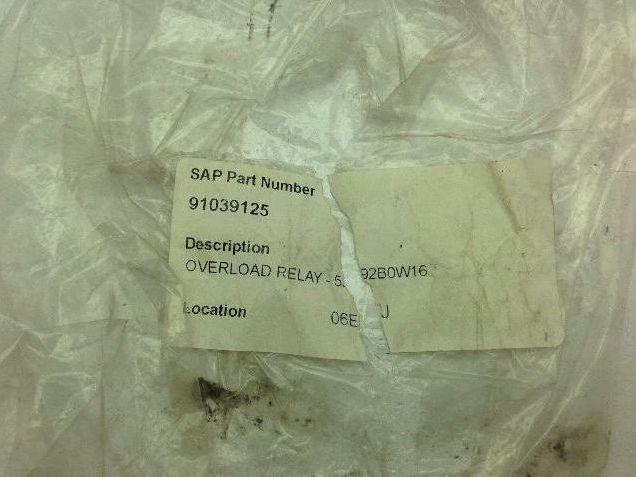 SAP Part Number
91039125
Description
OVERLOAD RELAY -
Location